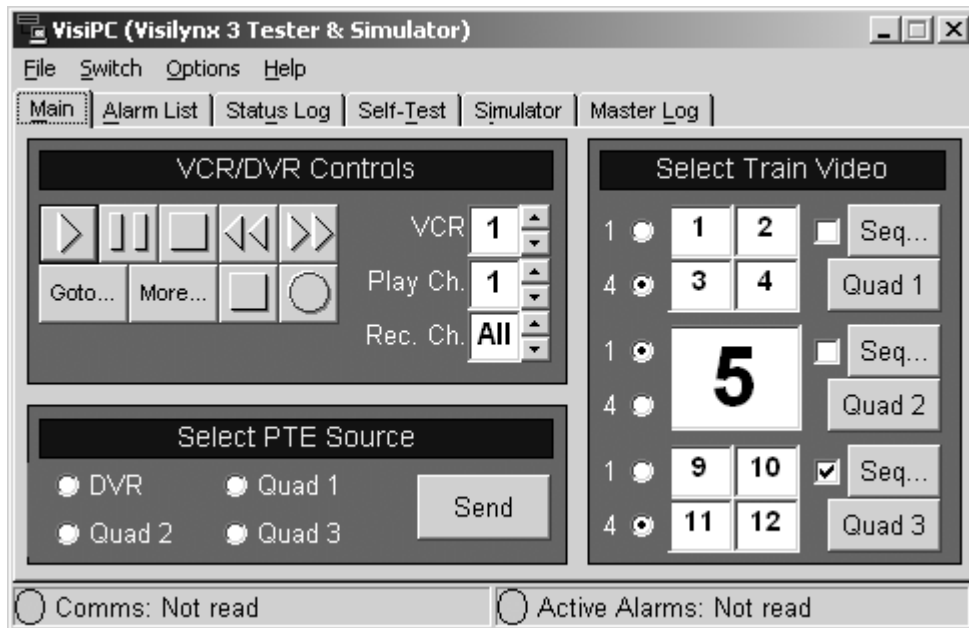 VisiPC (Visilynx 3 Tester & Simulator)
File Switch Options Help
Main Alarm List Status Log Self-Test Simulator Master Log
VCR/DVR Controls
VCR 1
Goto... More...
Play Ch. 1
Rec. Ch. All
Select PTE Source
DVR Quad 1
Quad 2 Quad 3
Send
Select Train Video
1 1 2 Seq...
4 3 4 Quad 1
1 5 Seq...
4 Quad 2
1 9 10 Seq...
4 11 12 Quad 3
Comms: Not read Active Alarms: Not read